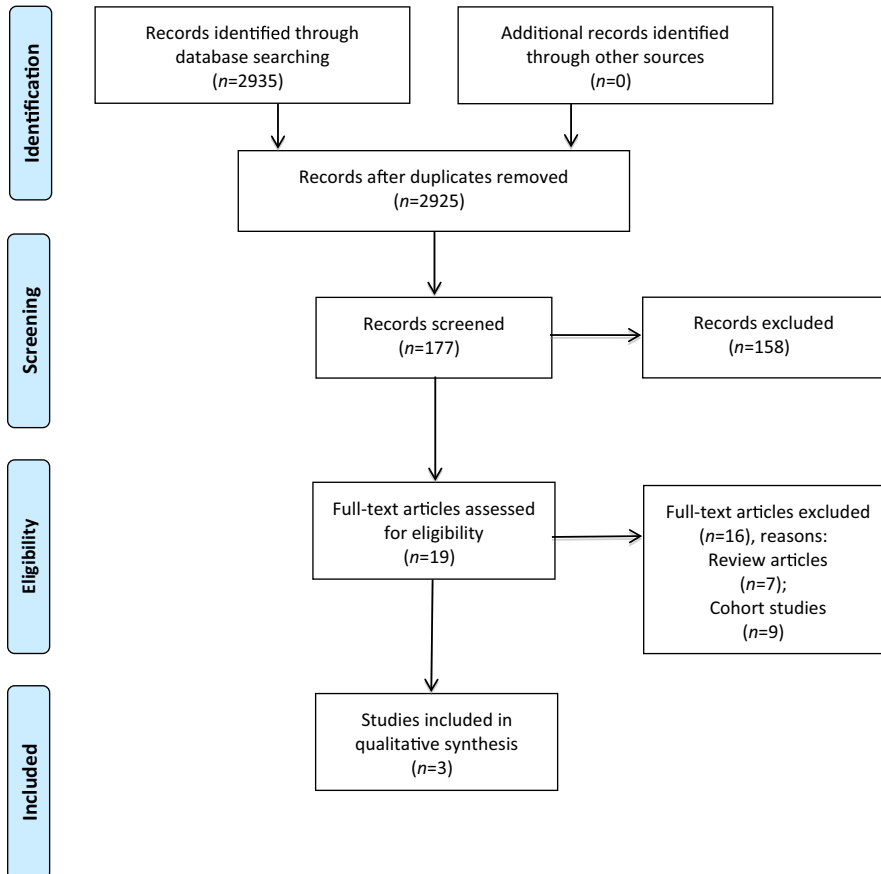 Identification
Records identified through
database searching
(n=2935)
Additional records identified
through other sources
(n=0)
Records after duplicates removed
(n=2925)
Screening
Records screened
(n=177)
Records excluded
(n=158)
Eligibility
Full-text articles assessed
for eligibility
(n=19)
Full-text articles excluded
(n=16), reasons:
Review articles
(n=7);
Cohort studies
(n=9)
Included
Studies included in
qualitative synthesis
(n=3)